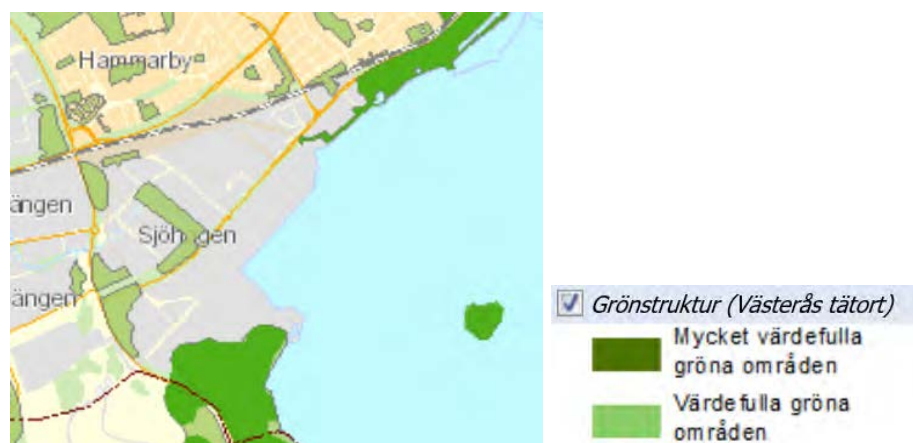 Hammarby
ängen
Sjöhagen
ängen
Grönstruktur (Västerås tätort)
Mycket värdefulla
gröna områden
Värdefulla gröna
områden